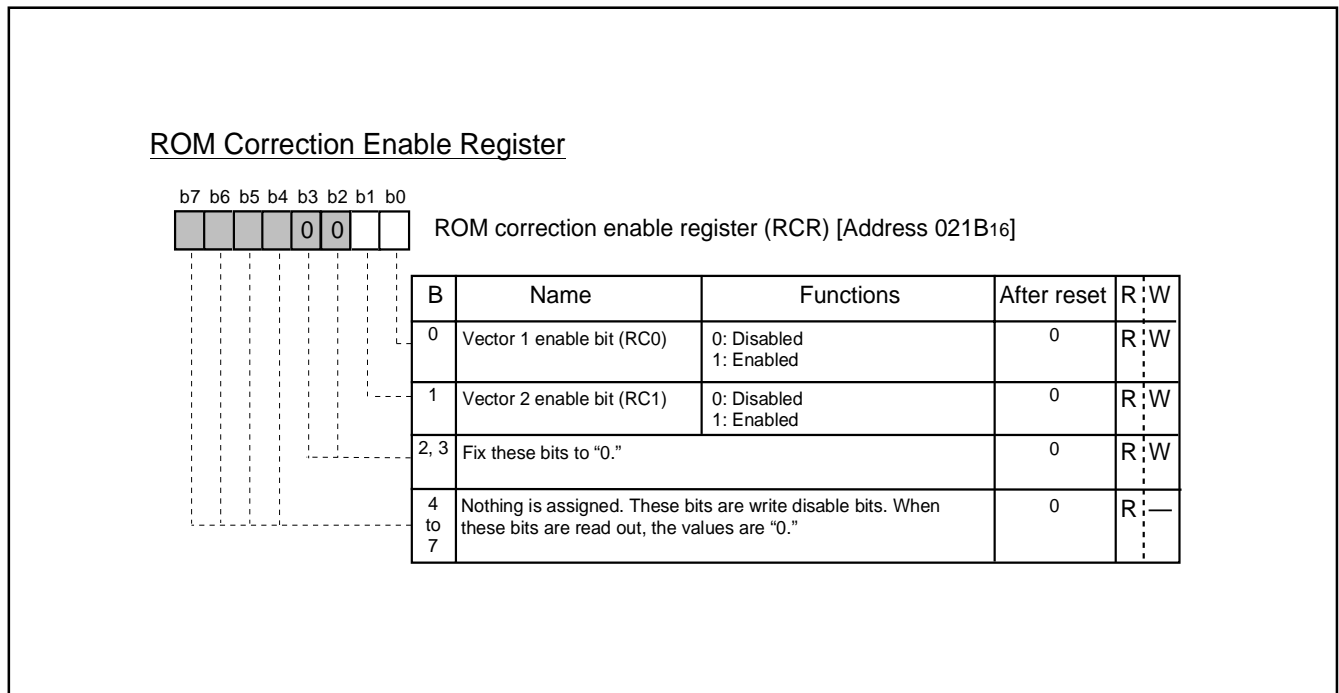 ROM Correction Enable Register
b7 b6 b5 b4 b3 b2 b1 b0
0 0
ROM correction enable register (RCR) [Address 021B16]
B Name Functions After reset R W
0 Vector 1 enable bit (RC0) 0: Disabled 0 R W
1: Enabled
1 Vector 2 enable bit (RC1) 0: Disabled 0 R W
1: Enabled
2, 3 Fix these bits to “0.” 0 R W
4 Nothing is assigned. These bits are write disable bits. When 0 R —
to these bits are read out, the values are “0.”
7